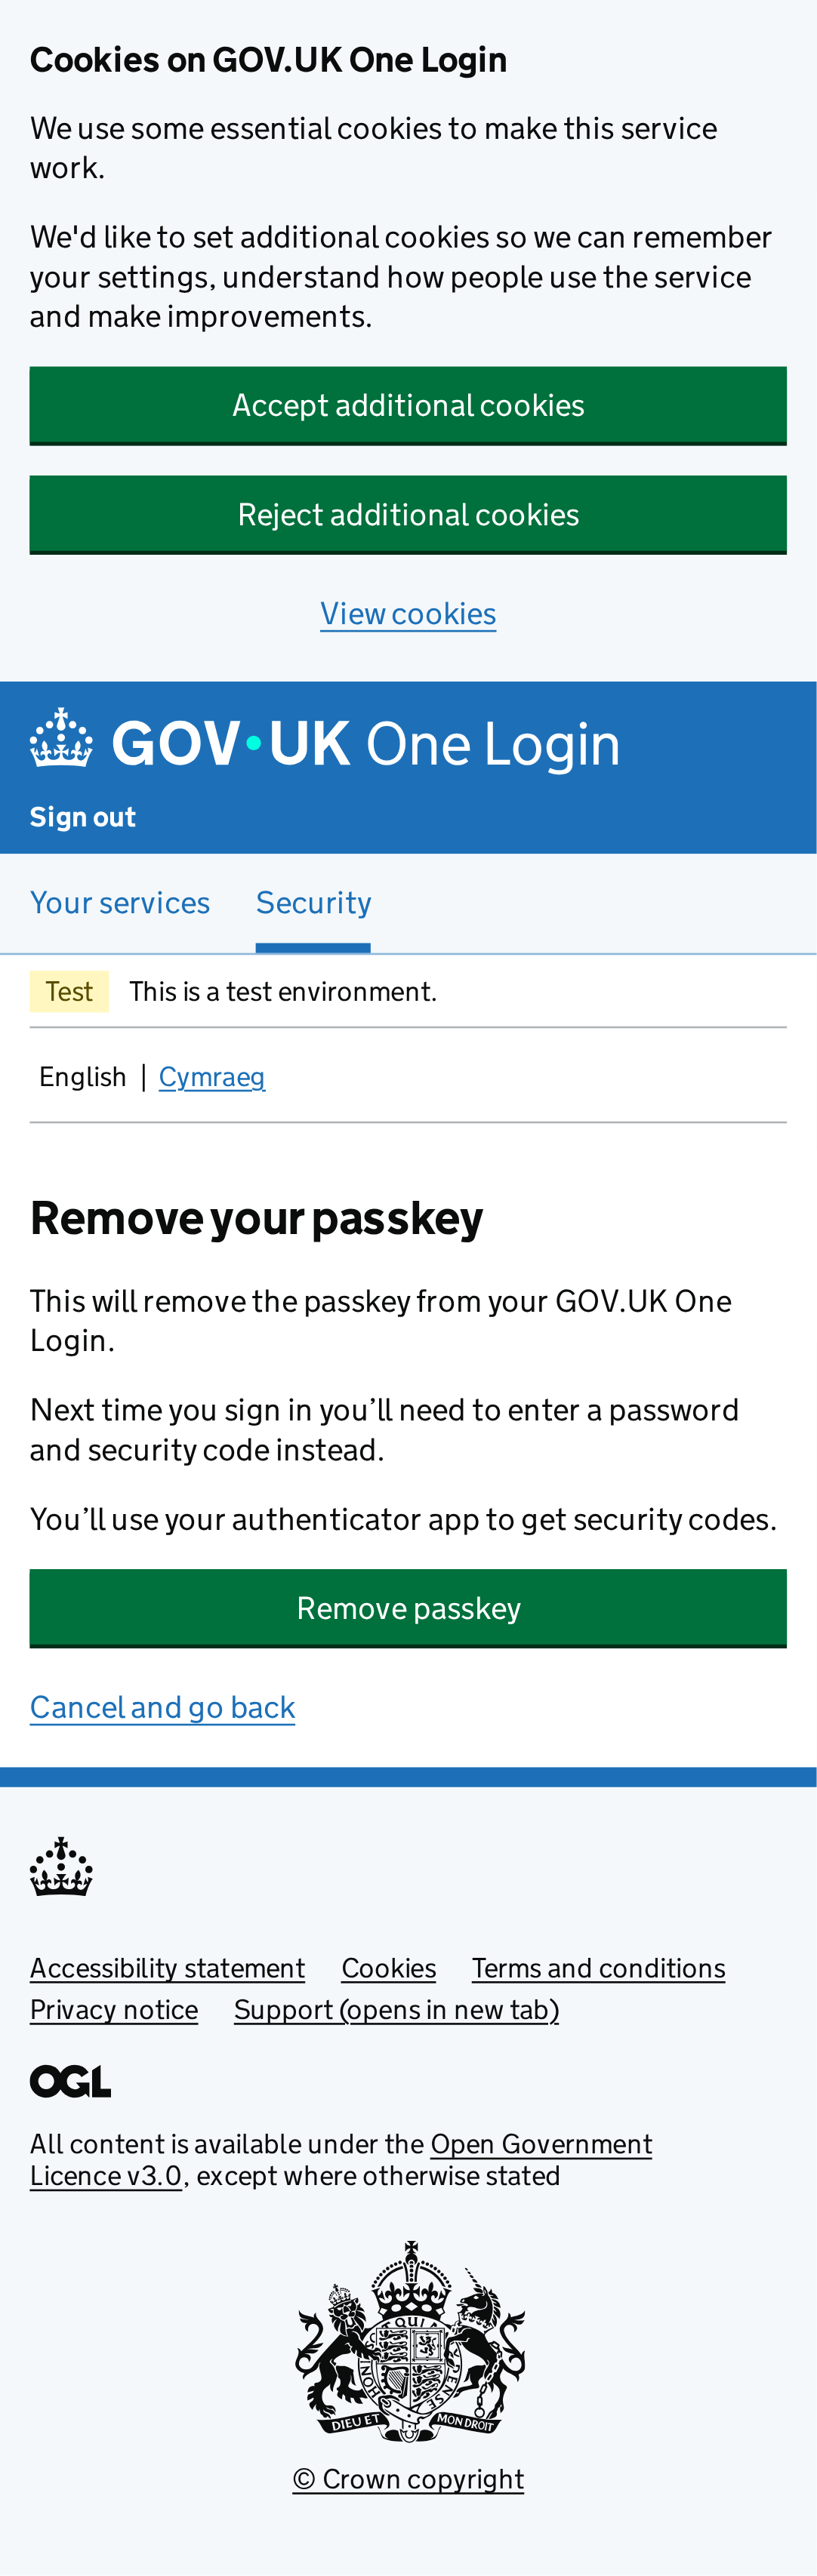 Cookies on GOV.UK One Login
We use some essential cookies to make this service
work.
We'd like to set additional cookies so we can remember
your settings, understand how people use the service
and make improvements.
Accept additional cookies
Reject additional cookies
View cookies
GOV·UK One Login
Sign out
Your services Security
Test This is a test environment.
English | Cymraeg
Remove your passkey
This will remove the passkey from your GOV.UK One
Login.
Next time you sign in you’ll need to enter a password
and security code instead.
You’ll use your authenticator app to get security codes.
Remove passkey
Cancel and go back
Accessibility statement Cookies Terms and conditions
Privacy notice Support (opens in new tab)
OGL
All content is available under the Open Government
Licence v3.0, except where otherwise stated
DIEU ET MON DROIT
© Crown copyright